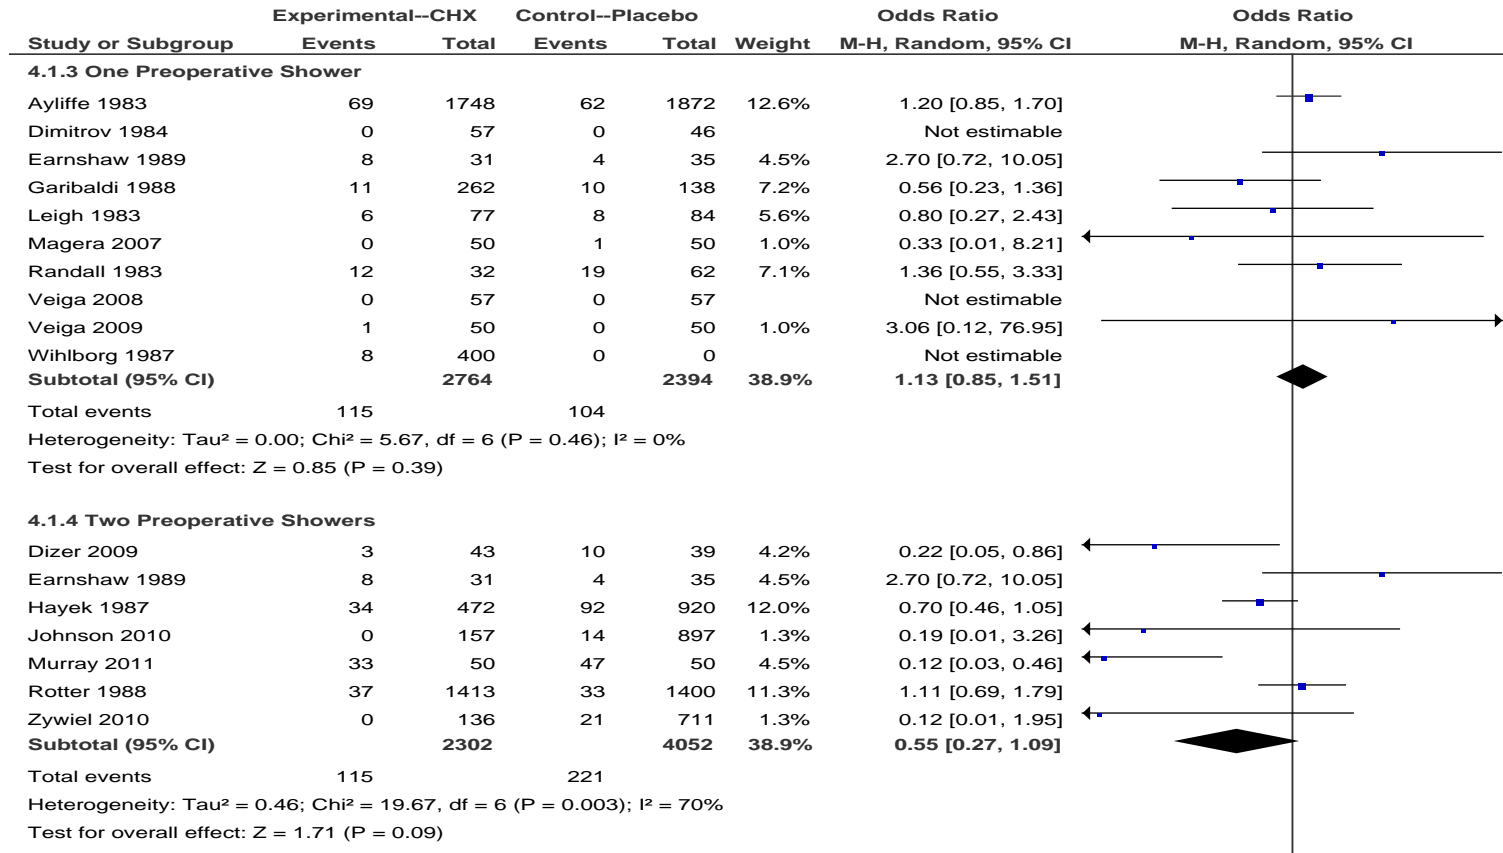 Experimental--CHX Control--Placebo Odds Ratio Odds Ratio
Study or Subgroup Events Total Events Total Weight M-H, Random, 95% CI M-H, Random, 95% CI
4.1.3 One Preoperative Shower
Ayliffe 1983 69 1748 62 1872 12.6% 1.20 [0.85, 1.70]
Dimitrov 1984 0 57 0 46 Not estimable
Earnshaw 1989 8 31 4 35 4.5% 2.70 [0.72, 10.05]
Garibaldi 1988 11 262 10 138 7.2% 0.56 [0.23, 1.36]
Leigh 1983 6 77 8 84 5.6% 0.80 [0.27, 2.43]
Magera 2007 0 50 1 50 1.0% 0.33 [0.01, 8.21]
Randall 1983 12 32 19 62 7.1% 1.36 [0.55, 3.33]
Veiga 2008 0 57 0 57 Not estimable
Veiga 2009 1 50 0 50 1.0% 3.06 [0.12, 76.95]
Wihlborg 1987 8 400 0 0 Not estimable
Subtotal (95% CI) 2764 2394 38.9% 1.13 [0.85, 1.51]
Total events 115 104
Heterogeneity: Tau² = 0.00; Chi² = 5.67, df = 6 (P = 0.46); I² = 0%
Test for overall effect: Z = 0.85 (P = 0.39)
4.1.4 Two Preoperative Showers
Dizer 2009 3 43 10 39 4.2% 0.22 [0.05, 0.86]
Earnshaw 1989 8 31 4 35 4.5% 2.70 [0.72, 10.05]
Hayek 1987 34 472 92 920 12.0% 0.70 [0.46, 1.05]
Johnson 2010 0 157 14 897 1.3% 0.19 [0.01, 3.26]
Murray 2011 33 50 47 50 4.5% 0.12 [0.03, 0.46]
Rotter 1988 37 1413 33 1400 11.3% 1.11 [0.69, 1.79]
Zywiel 2010 0 136 21 711 1.3% 0.12 [0.01, 1.95]
Subtotal (95% CI) 2302 4052 38.9% 0.55 [0.27, 1.09]
Total events 115 221
Heterogeneity: Tau² = 0.46; Chi² = 19.67, df = 6 (P = 0.003); I² = 70%
Test for overall effect: Z = 1.71 (P = 0.09)